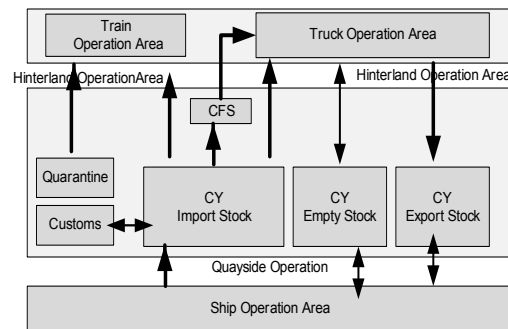 Train
Operation Area
Truck Operation Area
Hinterland OperationArea
Hinterland Operation Area
CFS
Quarantine
Customs
CY
Import Stock
CY
Empty Stock
CY
Export Stock
Quayside Operation
Ship Operation Area